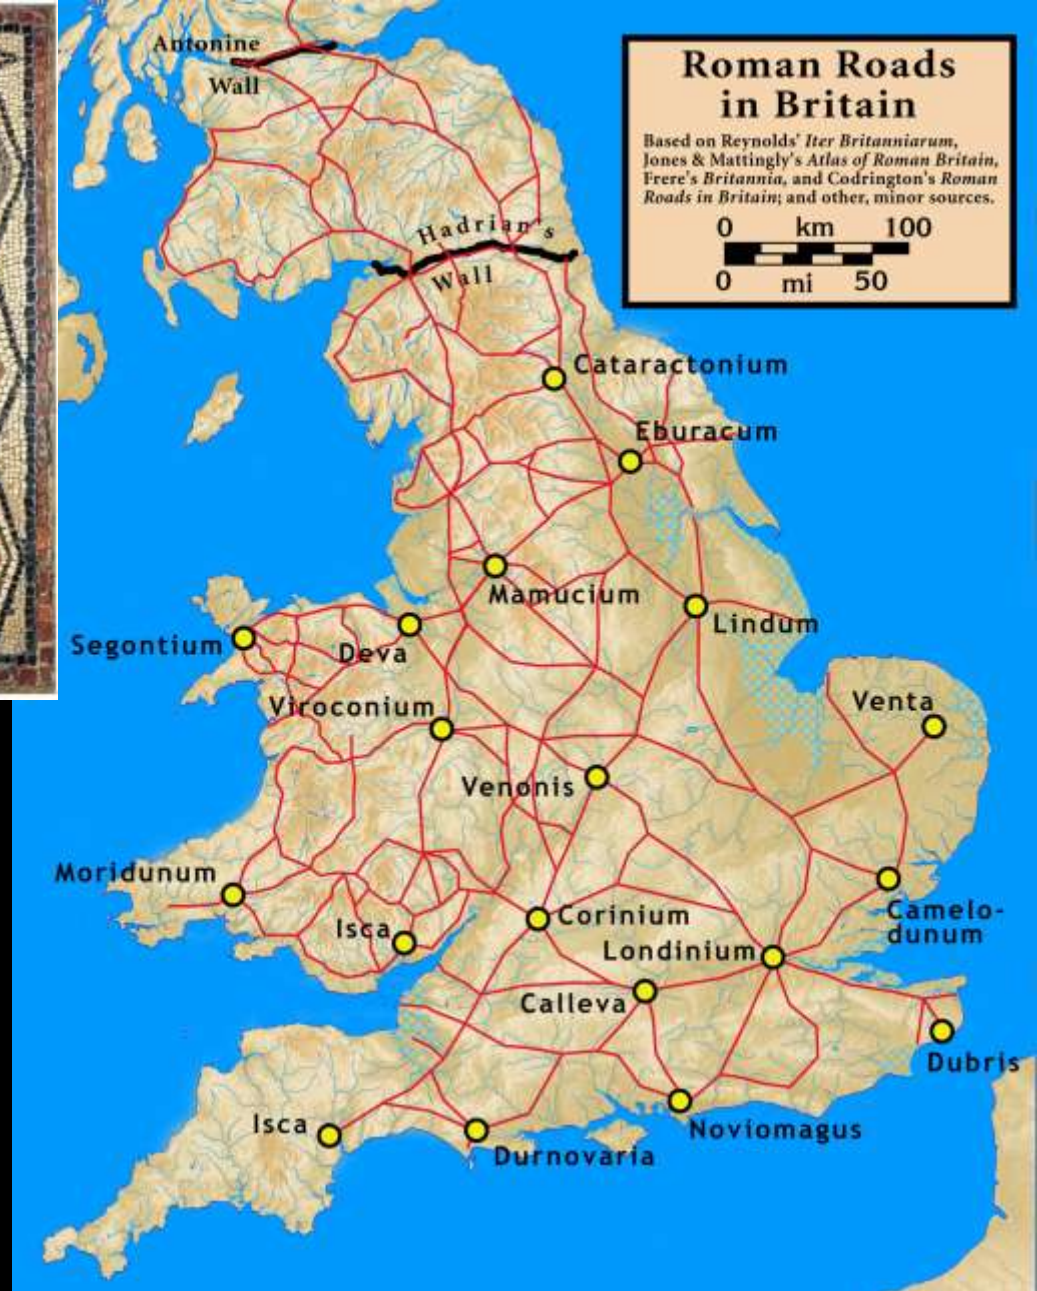 Antonine
Wall
Roman Roads
in Britain
Based on Reynolds' Iter Britanniarum,
Jones & Mattingly's Atlas of Roman Britain,
Frere's Britannia, and Codrington's Roman
Roads in Britain; and other, minor sources.
0 km 100
0 mi 50
Hadrian's
Wall
Cataractonium
Eburacum
Mamucium
Lindum
Segontium
Deva
Viroconium
Venta
Venonis
Moridunum
Isca
Corinium
Camelo-
dunum
Londinium
Calleva
Dubris
Isca
Noviomagus
Durnovaria